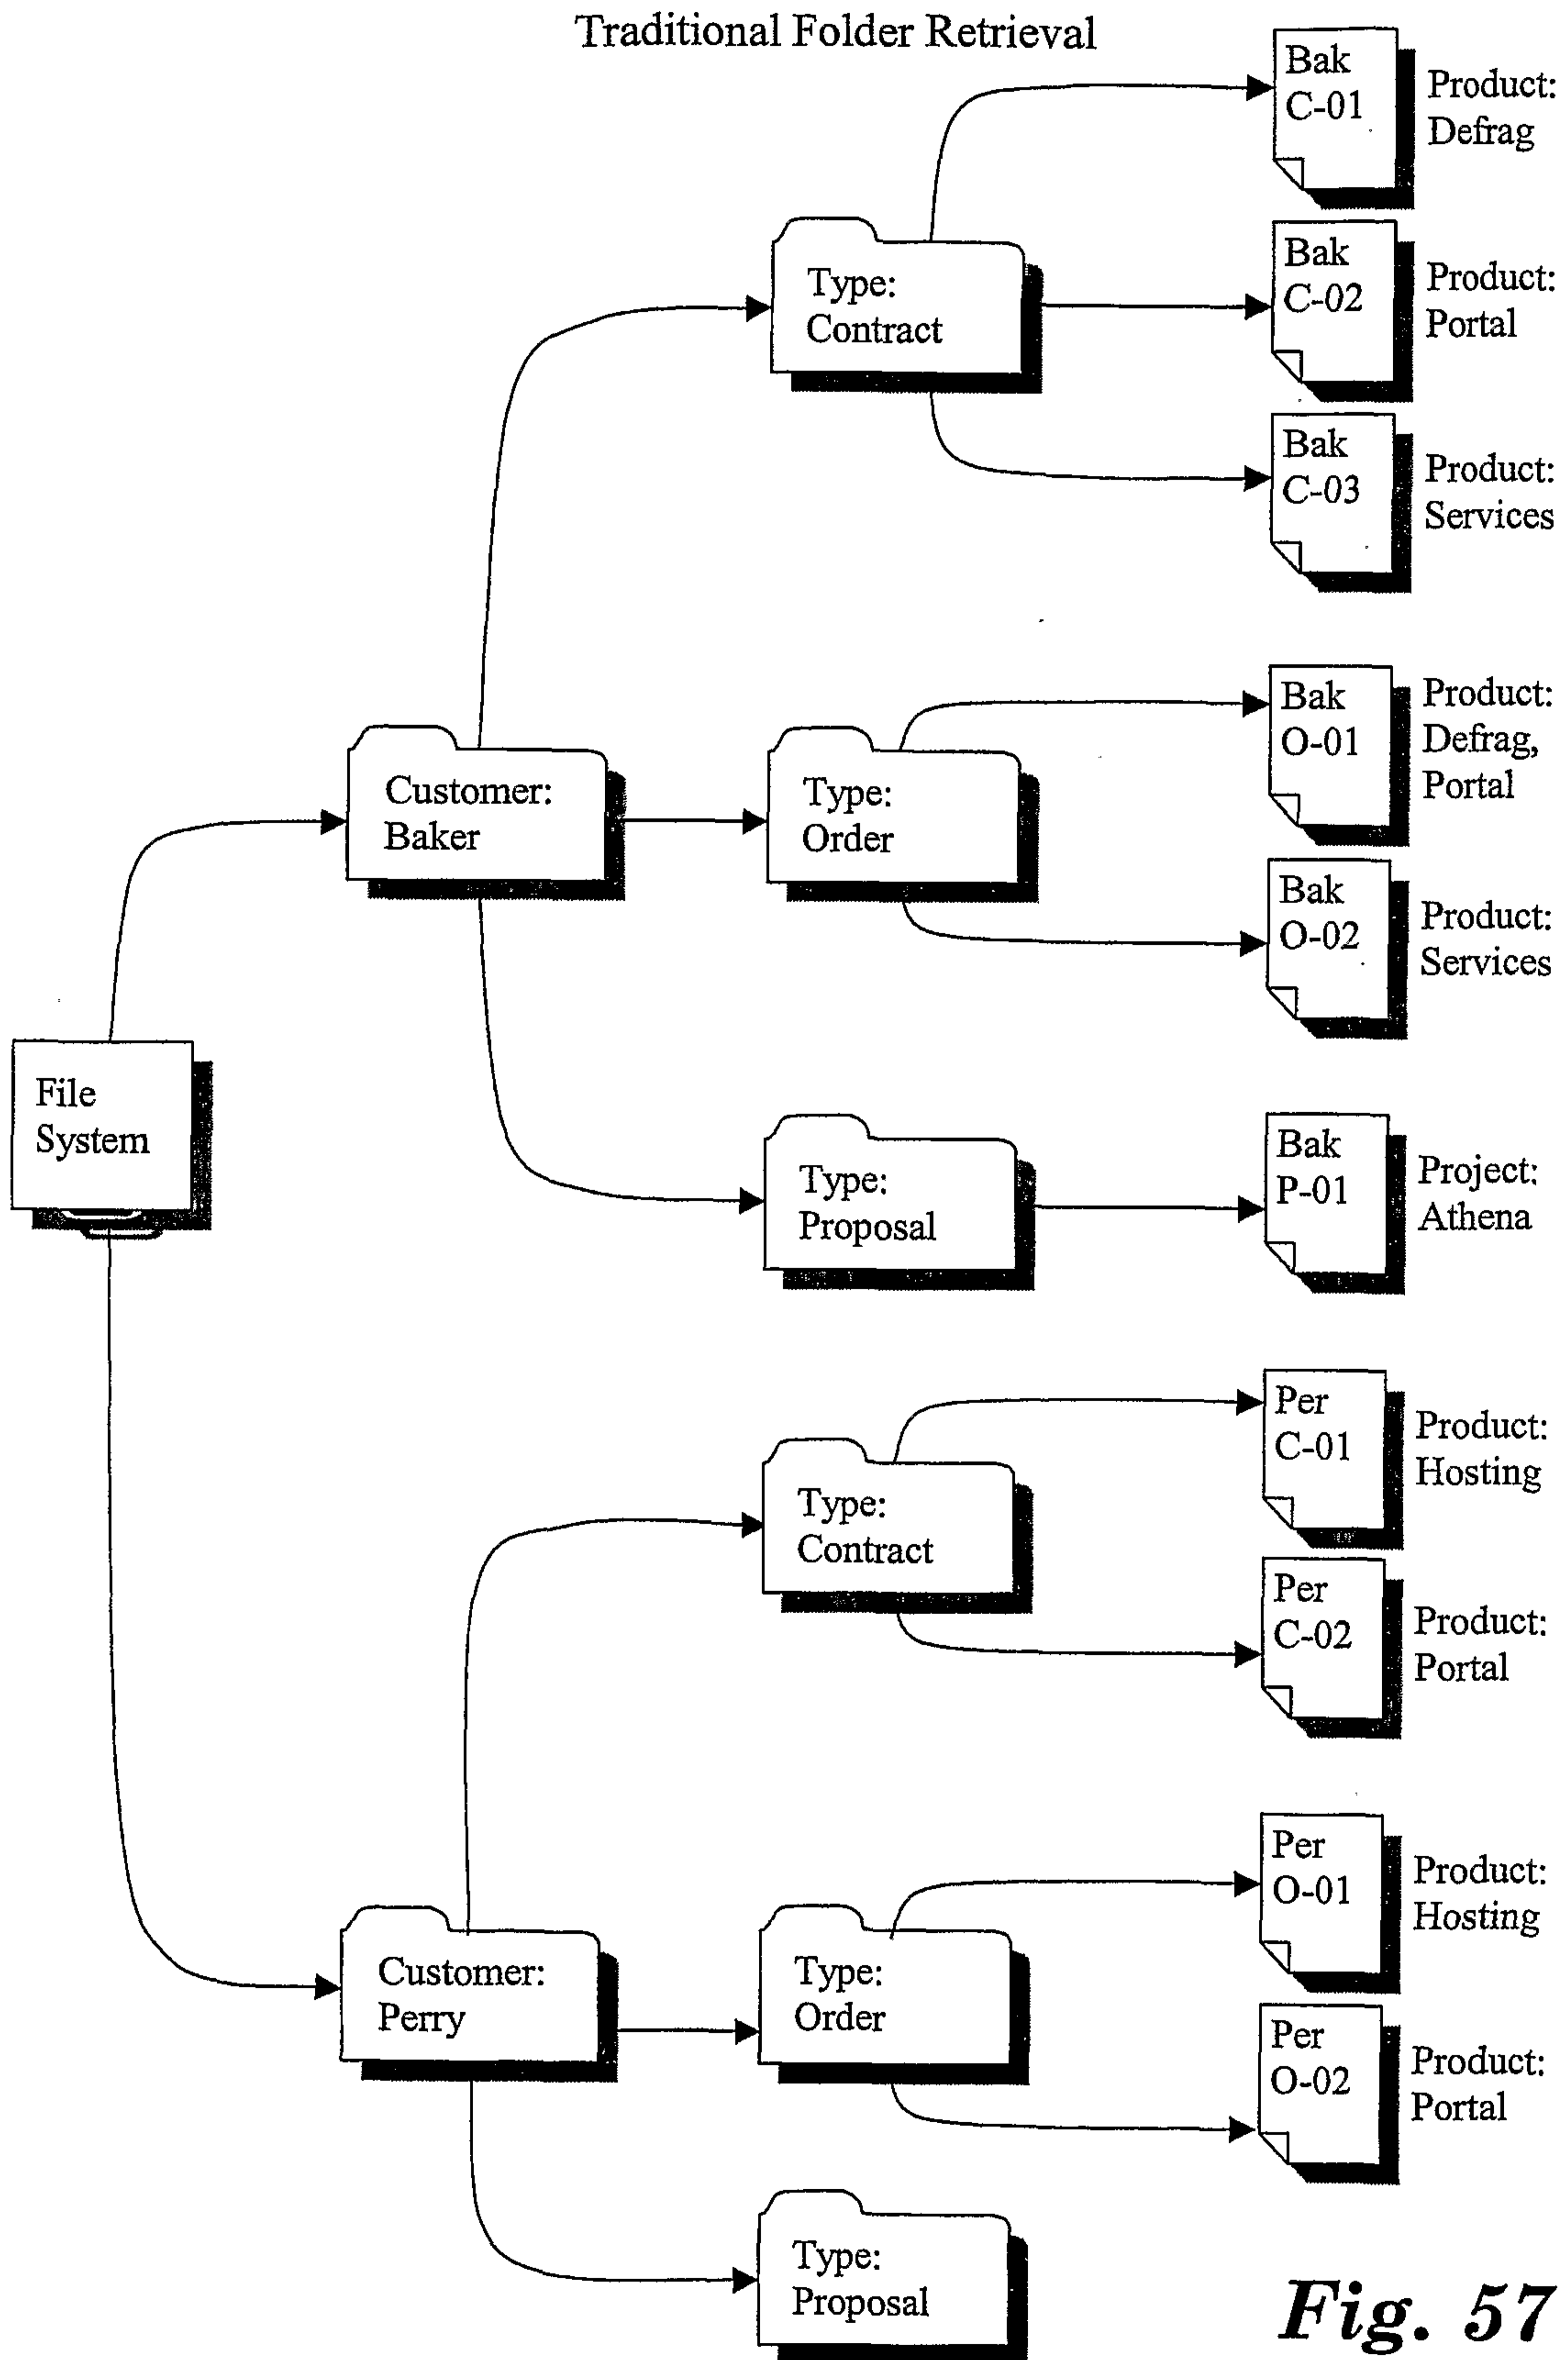 Traditional Folder Retrieval
Bak
C-01
Product:
Defrag
Type:
Contract
Bak
C-02
Product:
Portal
Bak
C-03
Product:
Services
Customer:
Baker
Type:
Order
Bak
O-01
Product:
Defrag,
Portal
Bak
O-02
Product:
Services
File
System
Type:
Proposal
Bak
P-01
Project:
Athena
Type:
Contract
Per
C-01
Product:
Hosting
Per
C-02
Product:
Portal
Customer:
Perry
Type:
Order
Per
O-01
Product:
Hosting
Per
O-02
Product:
Portal
Type:
Proposal
Fig. 57